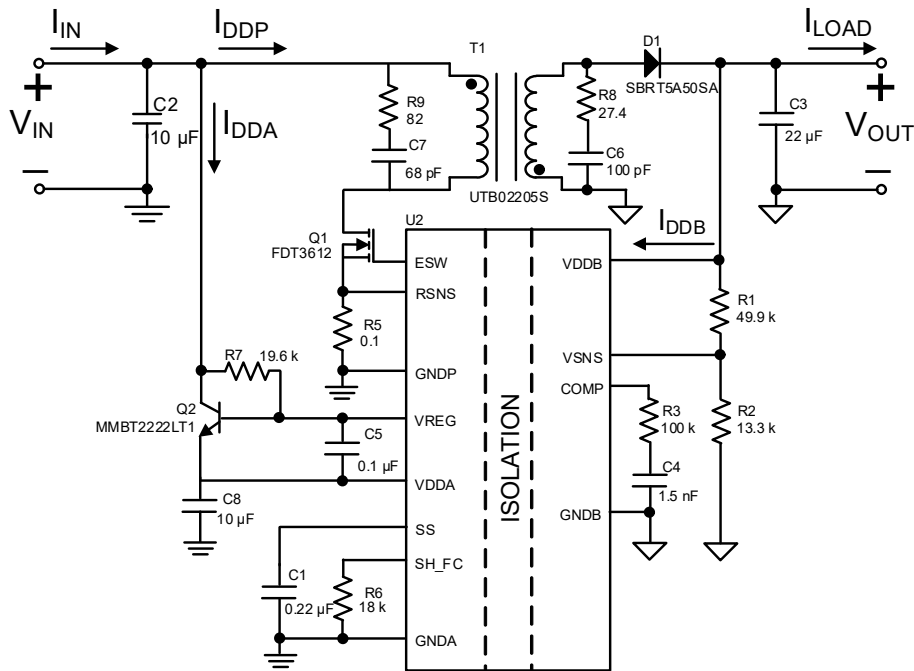 I_IN
I_DDP
T1
D1
I_LOAD
SBRT5A50SA
+
V_IN
−
C2
10 µF
I_DDA
R9
82
C7
68 pF
R8
27.4
C6
100 pF
UTB02205S
C3
22 µF
+
V_OUT
−
Q1
FDT3612
U2
I_DDB
ESW
VDDB
RSNS
R5
0.1
R1
49.9 k
R7
19.6 k
GNDP
VSNS
COMP
Q2
MMBT2222LT1
VREG
R3
100 k
R2
13.3 k
C5
0.1 µF
VDDA
C4
1.5 nF
C8
10 µF
ISOLATION
GNDB
SS
SH_FC
C1
0.22 µF
R6
18 k
GNDA